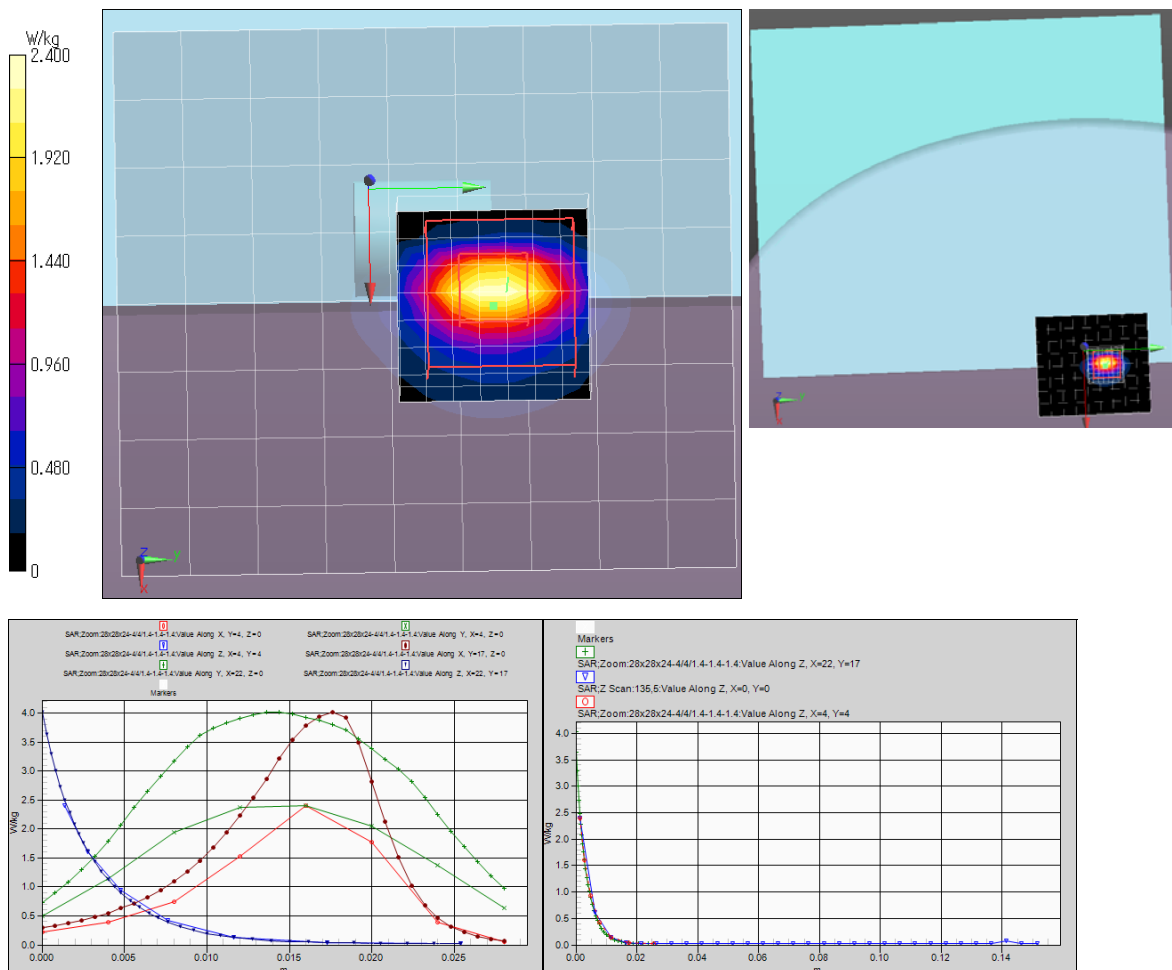 W/kg
2.400
1.920
1.440
0.960
0.480
0
Z
y
x
Z
y
x
SAR;Zoom:28x28x24-4/4/1.4-1.4-1.4:Value Along X, Y=4, Z=0
SAR;Zoom:28x28x24-4/4/1.4-1.4-1.4:Value Along Y, X=4, Z=0
SAR;Zoom:28x28x24-4/4/1.4-1.4-1.4:Value Along Z, X=4, Y=4
SAR;Zoom:28x28x24-4/4/1.4-1.4-1.4:Value Along X, Y=17, Z=0
SAR;Zoom:28x28x24-4/4/1.4-1.4-1.4:Value Along Y, X=22, Z=0
SAR;Zoom:28x28x24-4/4/1.4-1.4-1.4:Value Along Z, X=22, Y=17
Markers
4.0
3.5
3.0
2.5
2.0
1.5
1.0
0.5
0.0
W/kg
0.000
0.005
0.010
0.015
0.020
0.025
m
Markers
SAR;Zoom:28x28x24-4/4/1.4-1.4-1.4:Value Along Z, X=22, Y=17
SAR;Z Scan:135,5:Value Along Z, X=0, Y=0
SAR;Zoom:28x28x24-4/4/1.4-1.4-1.4:Value Along Z, X=4, Y=4
4.0
3.5
3.0
2.5
2.0
1.5
1.0
0.5
0.0
W/kg
0.00
0.02
0.04
0.06
0.08
0.10
0.12
0.14
m